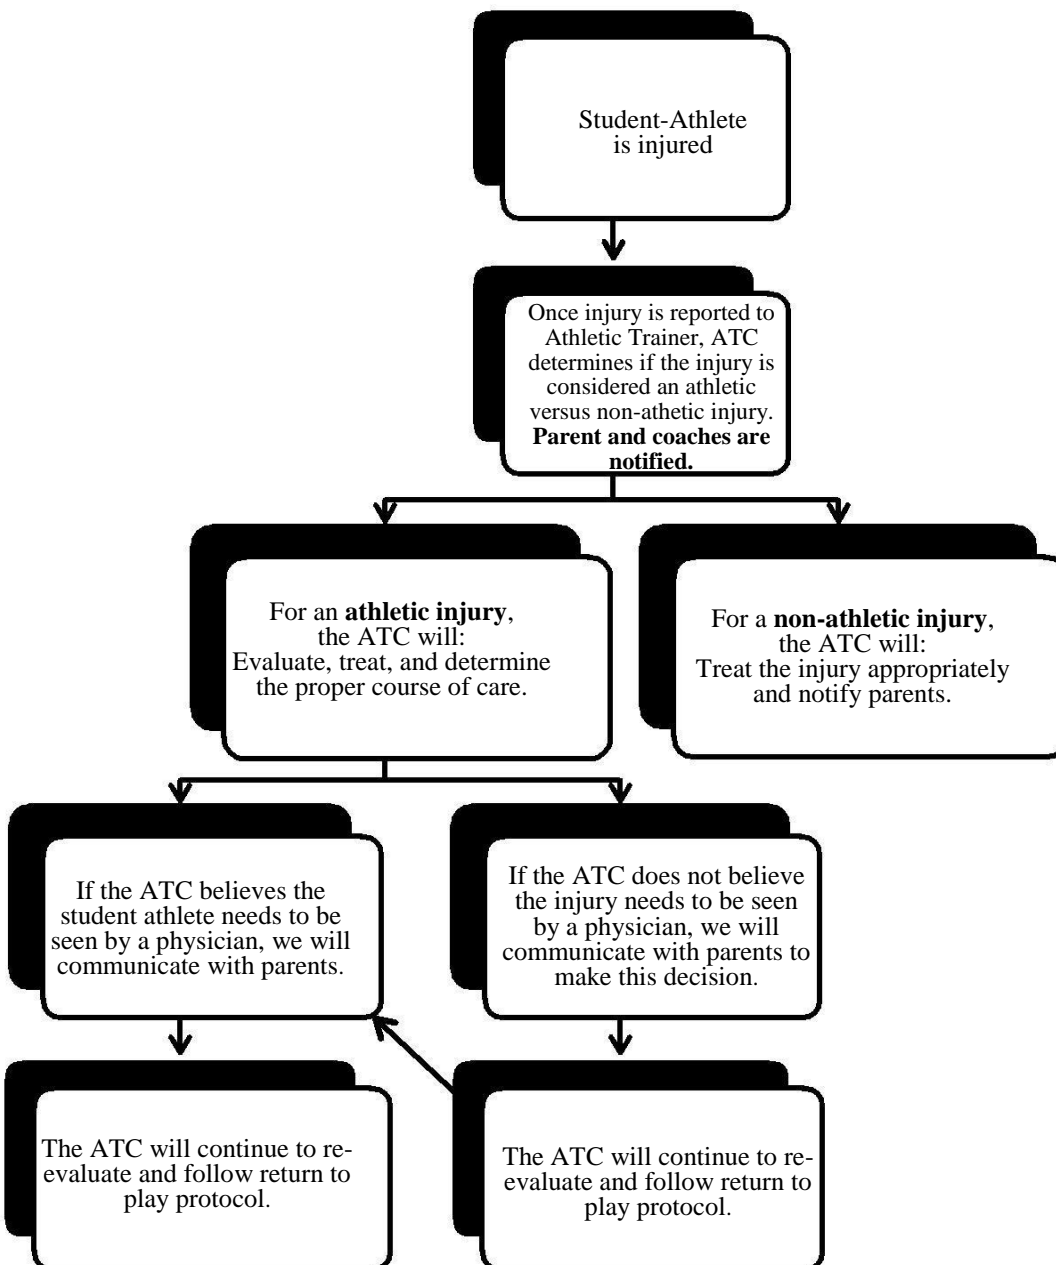 Student-Athlete
is injured
Once injury is reported to
Athletic Trainer, ATC
determines if the injury is
considered an athletic
versus non-athetic injury.
Parent and coaches are
notified.
For an athletic injury,
the ATC will:
Evaluate, treat, and determine
the proper course of care.
For a non-athletic injury,
the ATC will:
Treat the injury appropriately
and notify parents.
If the ATC believes the
student athlete needs to be
seen by a physician, we will
communicate with parents.
If the ATC does not believe
the injury needs to be seen
by a physician, we will
communicate with parents to
make this decision.
The ATC will continue to re-
evaluate and follow return to
play protocol.
The ATC will continue to re-
evaluate and follow return to
play protocol.